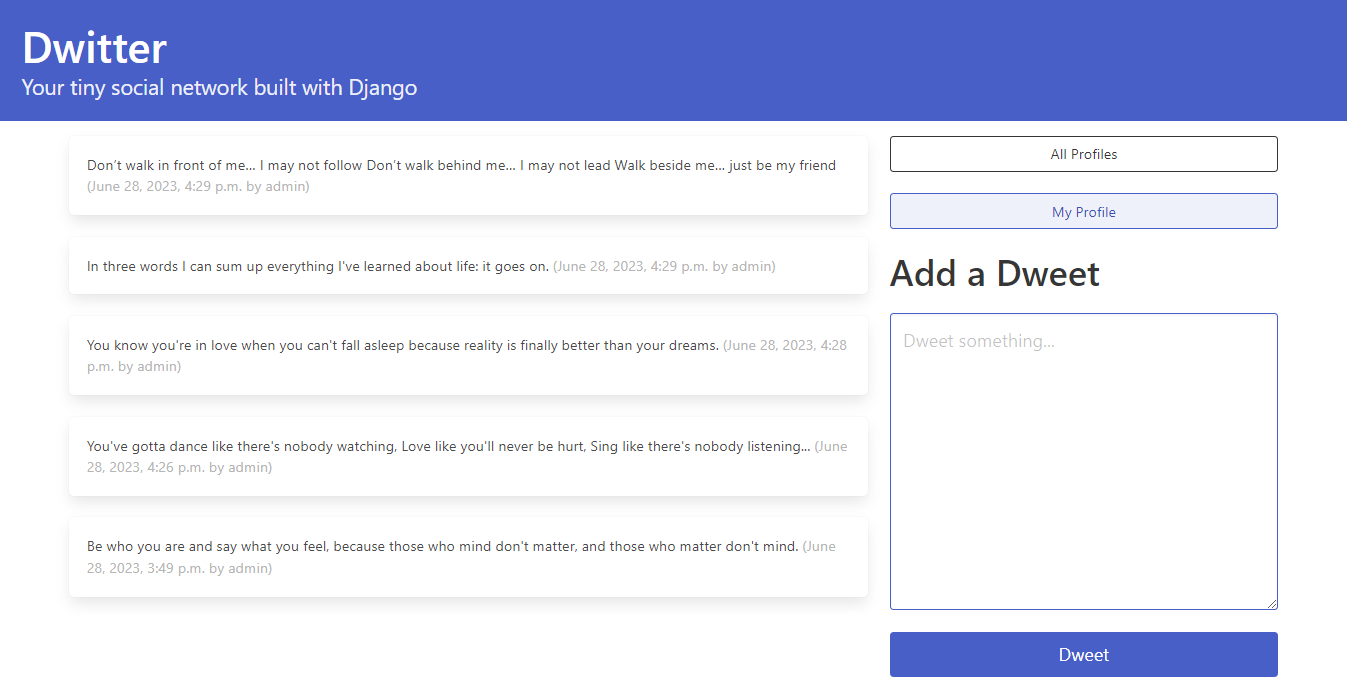 Dwitter
Your tiny social network built with Django
Don't walk in front of me... I may not follow Don't walk behind me... I may not lead Walk beside me... just be my friend
(June 28, 2023, 4:29 p.m. by admin)
In three words I can sum up everything I've learned about life: it goes on. (June 28, 2023, 4:29 p.m. by admin)
You know you're in love when you can't fall asleep because reality is finally better than your dreams. (June 28, 2023, 4:28
p.m. by admin)
You've gotta dance like there's nobody watching, Love like you'll never be hurt, Sing like there's nobody listening... (June
28, 2023, 4:26 p.m. by admin)
Be who you are and say what you feel, because those who mind don't matter, and those who matter don't mind. (June
28, 2023, 3:49 p.m. by admin)
All Profiles
My Profile
Add a Dweet
Dweet something...
Dweet